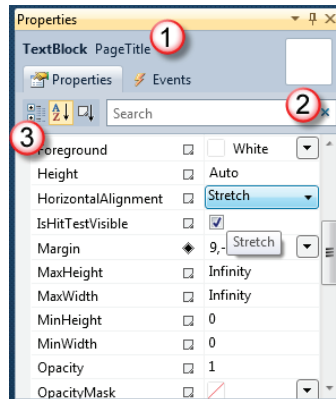 Properties
TextBlock PageTitle 1
Properties Events
Search 2
3
Foreground White
Height Auto
HorizontalAlignment Stretch
IsHitTestVisible
Margin 9,- Stretch
MaxHeight Infinity
MaxWidth Infinity
MinHeight 0
MinWidth 0
Opacity 1
OpacityMask